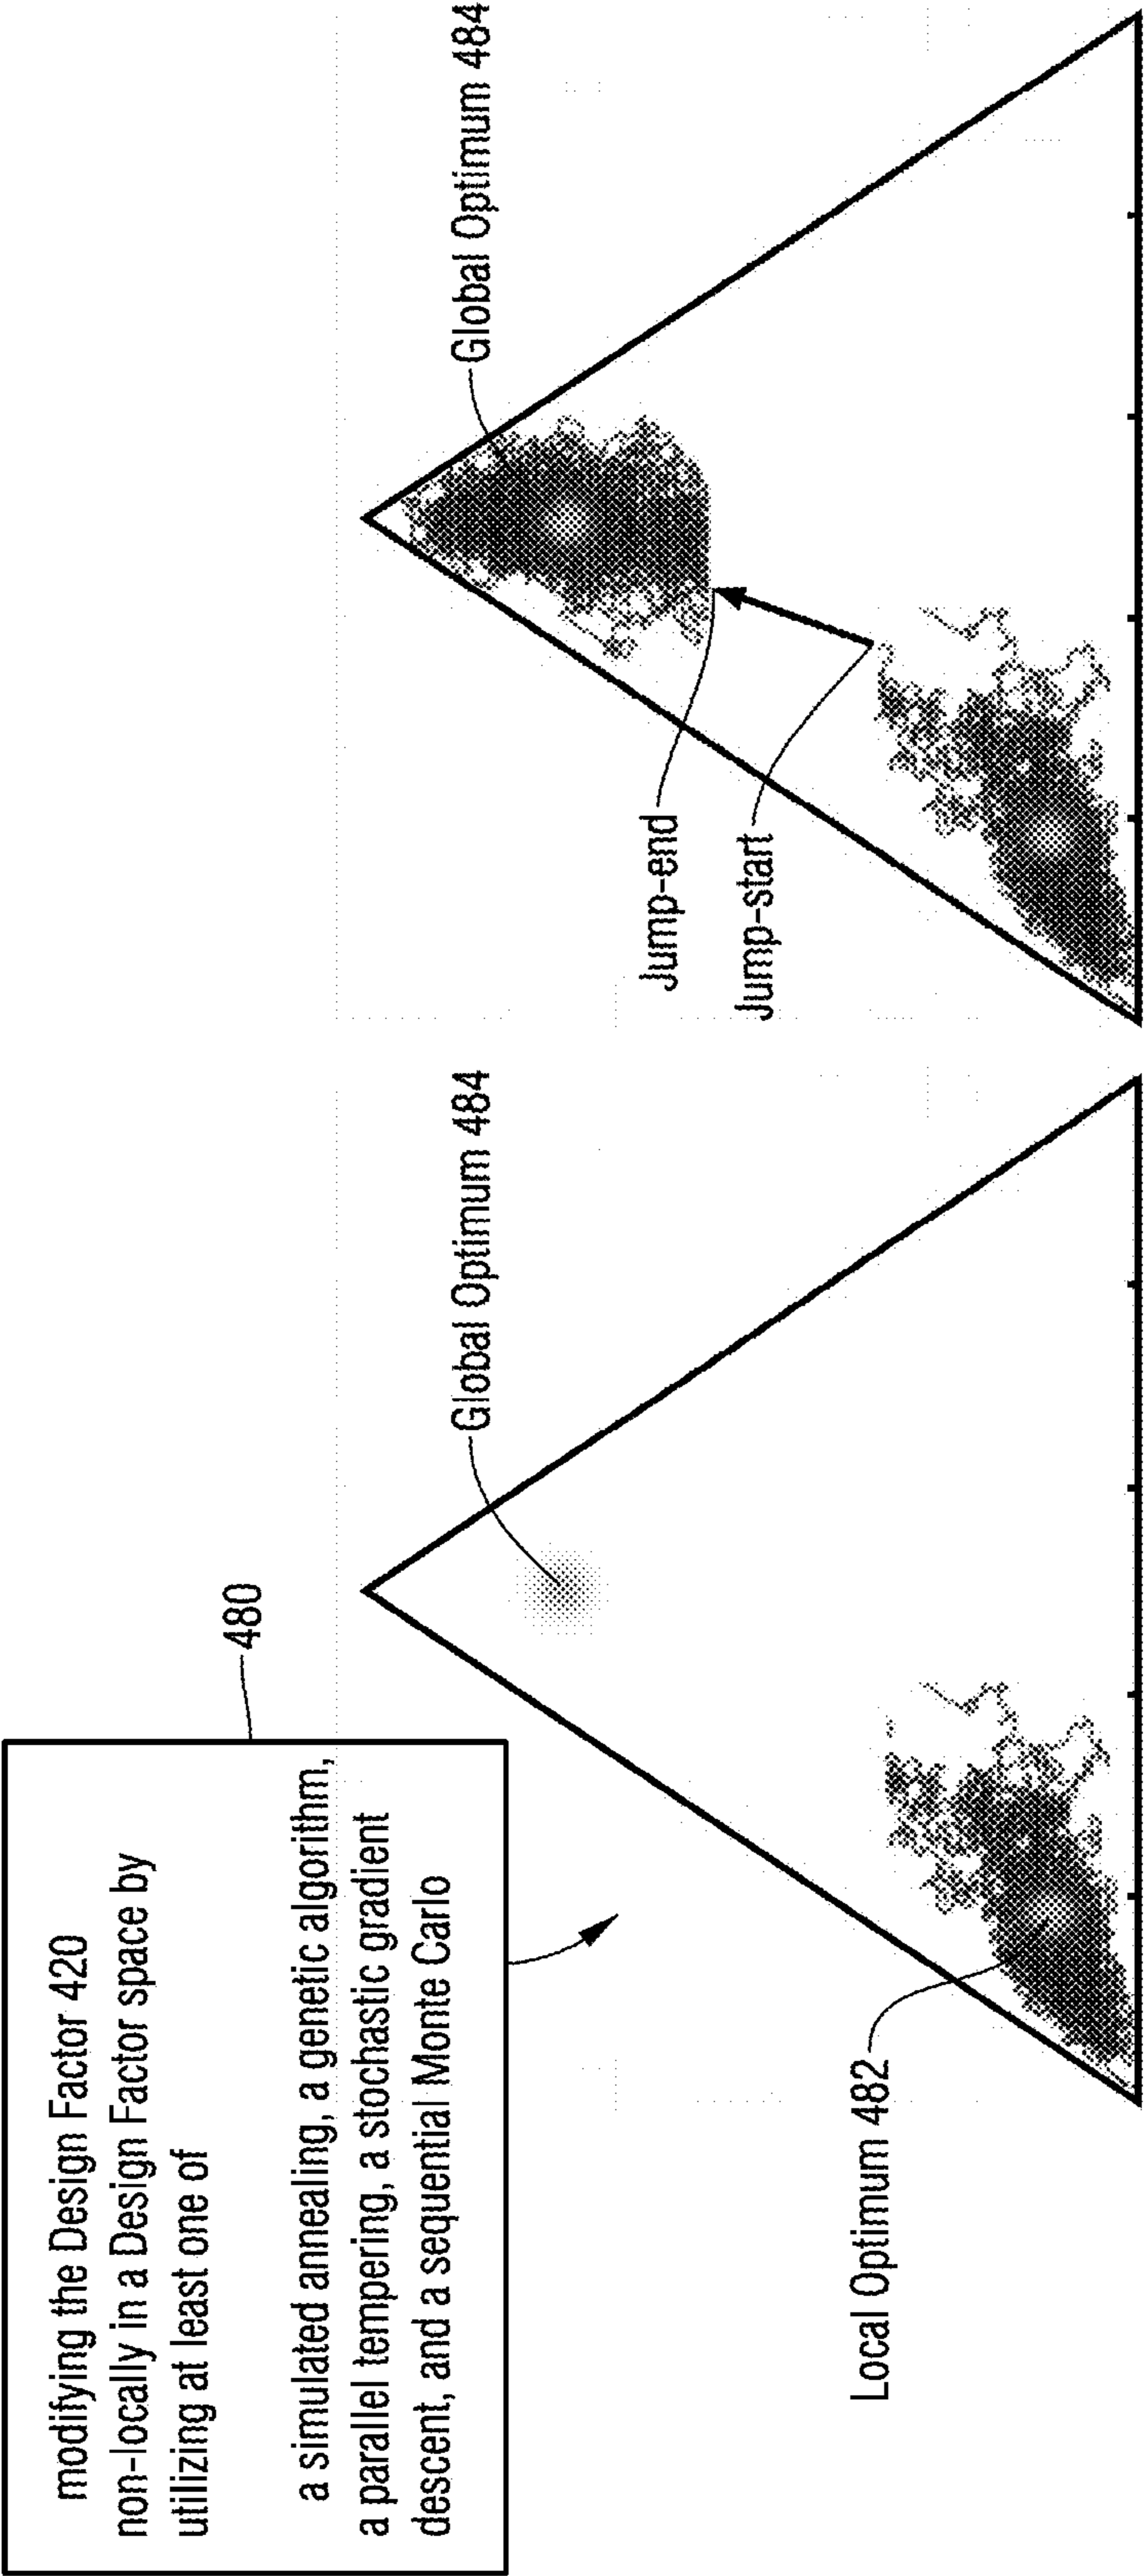 modifying the Design Factor 420
non-locally in a Design Factor space by
utilizing at least one of
a simulated annealing, a genetic algorithm,
a parallel tempering, a stochastic gradient
descent, and a sequential Monte Carlo
480
Global Optimum 484
Local Optimum 482
Global Optimum 484
Jump-end
Jump-start